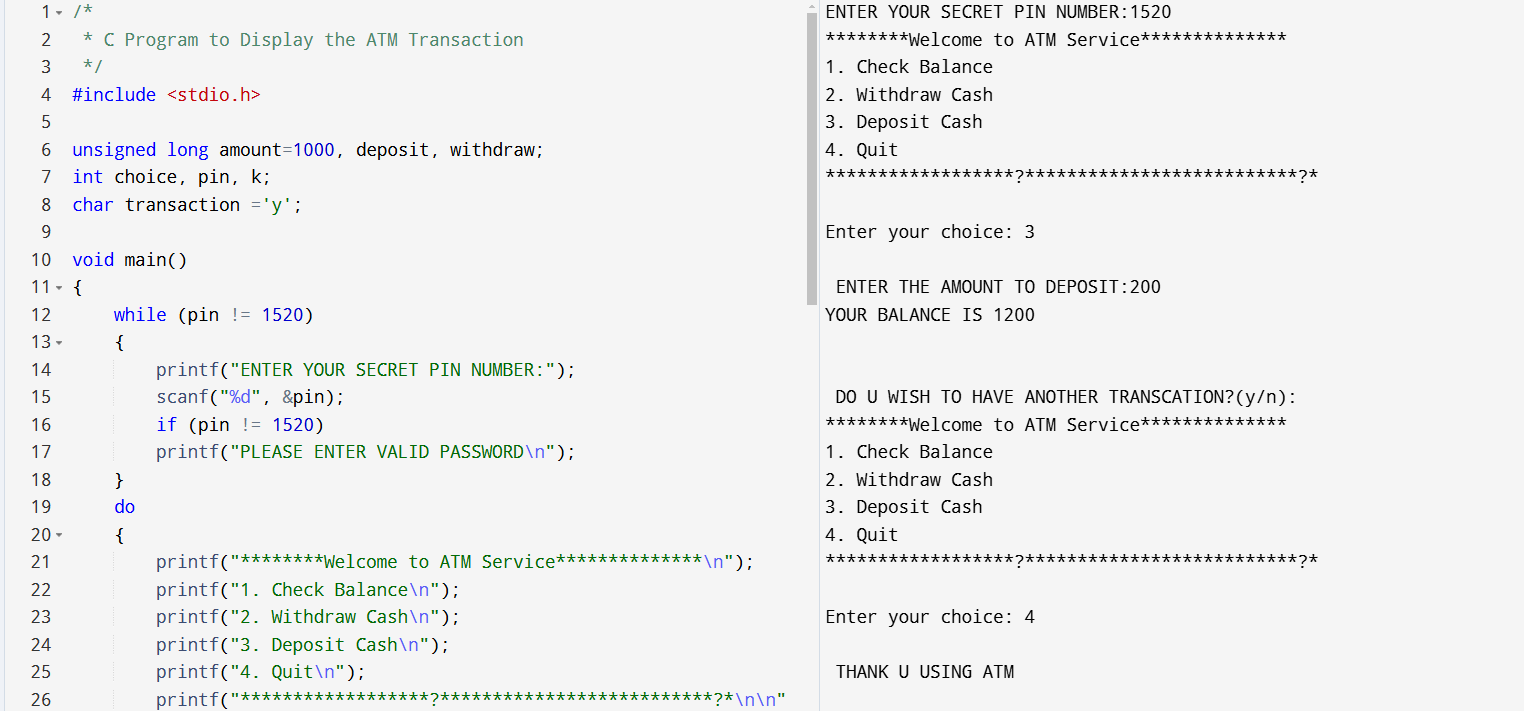 1 /*
2 * C Program to Display the ATM Transaction
3 */
4 #include <stdio.h>
5
6 unsigned long amount=1000, deposit, withdraw;
7 int choice, pin, k;
8 char transaction ='y';
9
10 void main()
11 {
12 while (pin != 1520)
13 {
14 printf("ENTER YOUR SECRET PIN NUMBER:");
15 scanf("%d", &pin);
16 if (pin != 1520)
17 printf("PLEASE ENTER VALID PASSWORD\n");
18 }
19 do
20 {
21 printf("********Welcome to ATM Service**************\n");
22 printf("1. Check Balance\n");
23 printf("2. Withdraw Cash\n");
24 printf("3. Deposit Cash\n");
25 printf("4. Quit\n");
26 printf("******************?**************************?*\n\n"
ENTER YOUR SECRET PIN NUMBER:1520
********Welcome to ATM Service**************
1. Check Balance
2. Withdraw Cash
3. Deposit Cash
4. Quit
******************?**************************?*
Enter your choice: 3
ENTER THE AMOUNT TO DEPOSIT:200
YOUR BALANCE IS 1200
DO U WISH TO HAVE ANOTHER TRANSCATION?(y/n):
********Welcome to ATM Service**************
1. Check Balance
2. Withdraw Cash
3. Deposit Cash
4. Quit
******************?**************************?*
Enter your choice: 4
THANK U USING ATM